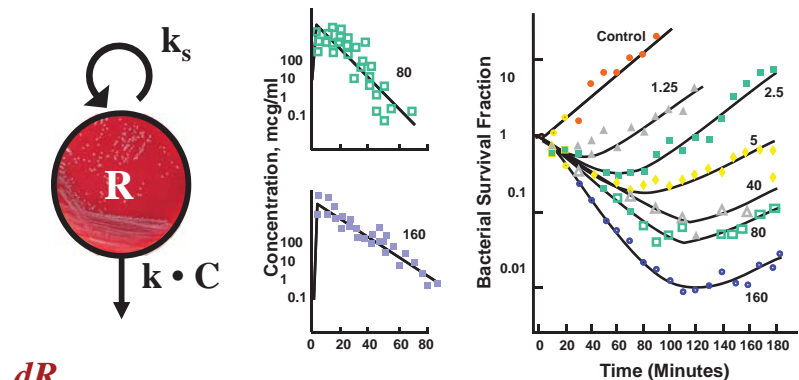 k_s
R
k • C
dR
Concentration, mcg/ml
100
10
1
0.1
80
100
10
1
0.1
160
0 20 40 60 80
Bacterial Survival Fraction
10
1
0.1
0.01
Control
1.25
2.5
5
40
80
160
0 20 40 60 80 100 120 140 160 180
Time (Minutes)